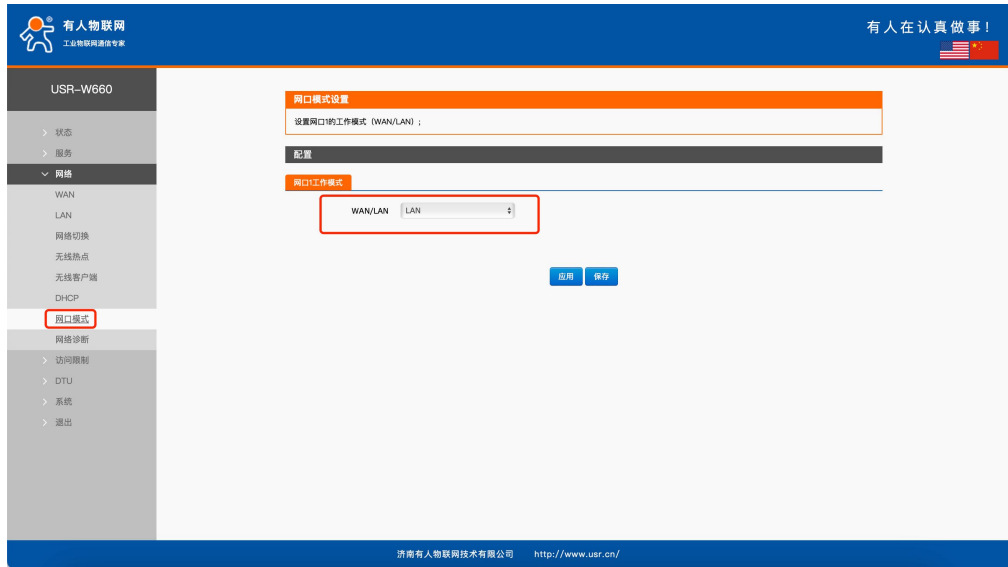 有人物联网
工业物联网通信专家
有人在认真做事!
USR-W660
状态
服务
网络
WAN
LAN
网络切换
无线热点
无线客户端
DHCP
网口模式
网络诊断
访问限制
DTU
系统
退出
网口模式设置
设置网口1的工作模式（WAN/LAN）;
配置
网口1工作模式
WAN/LAN LAN
应用 保存
济南有人物联网技术有限公司 http://www.usr.cn/